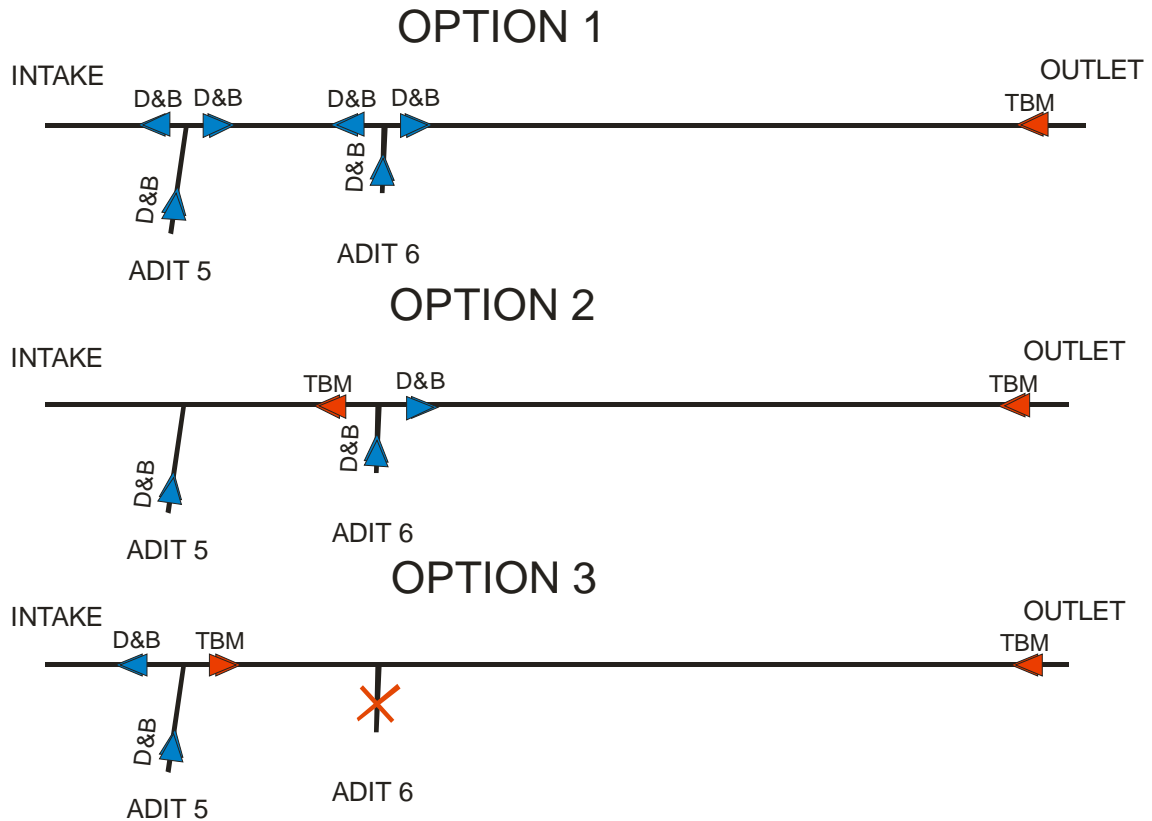 OPTION 1
INTAKE
OUTLET
D&B D&B D&B D&B TBM
D&B
D&B
ADIT 5
ADIT 6
OPTION 2
INTAKE
OUTLET
TBM D&B TBM
D&B
D&B
ADIT 5
ADIT 6
OPTION 3
INTAKE
OUTLET
D&B TBM TBM
D&B
ADIT 5
ADIT 6